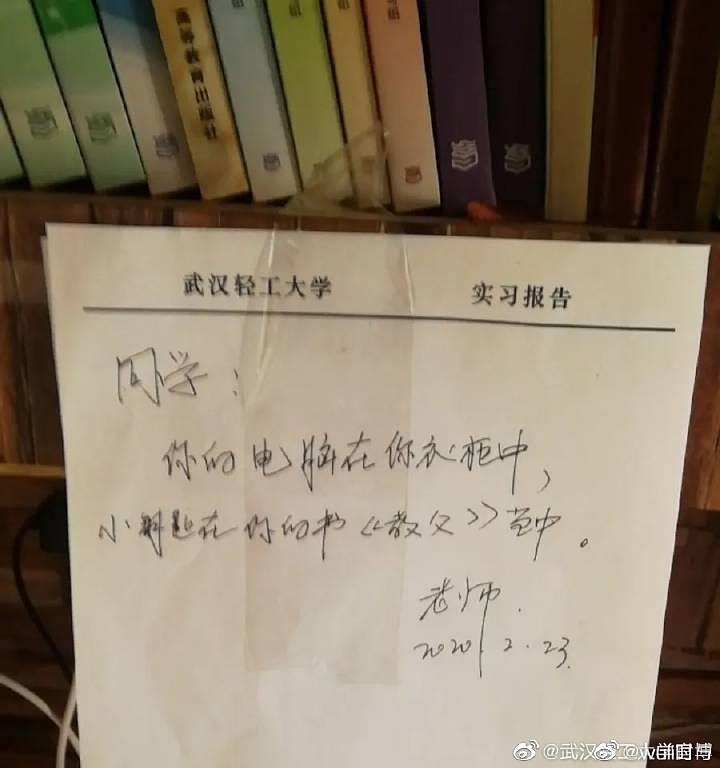 高等教育出版社
武汉轻工大学 实习报告
同学：
你的电脑在你衣柜中，
小钥匙在你的书《教父》当中。
老师.
2020.2.23.
@武汉轻工大学官博